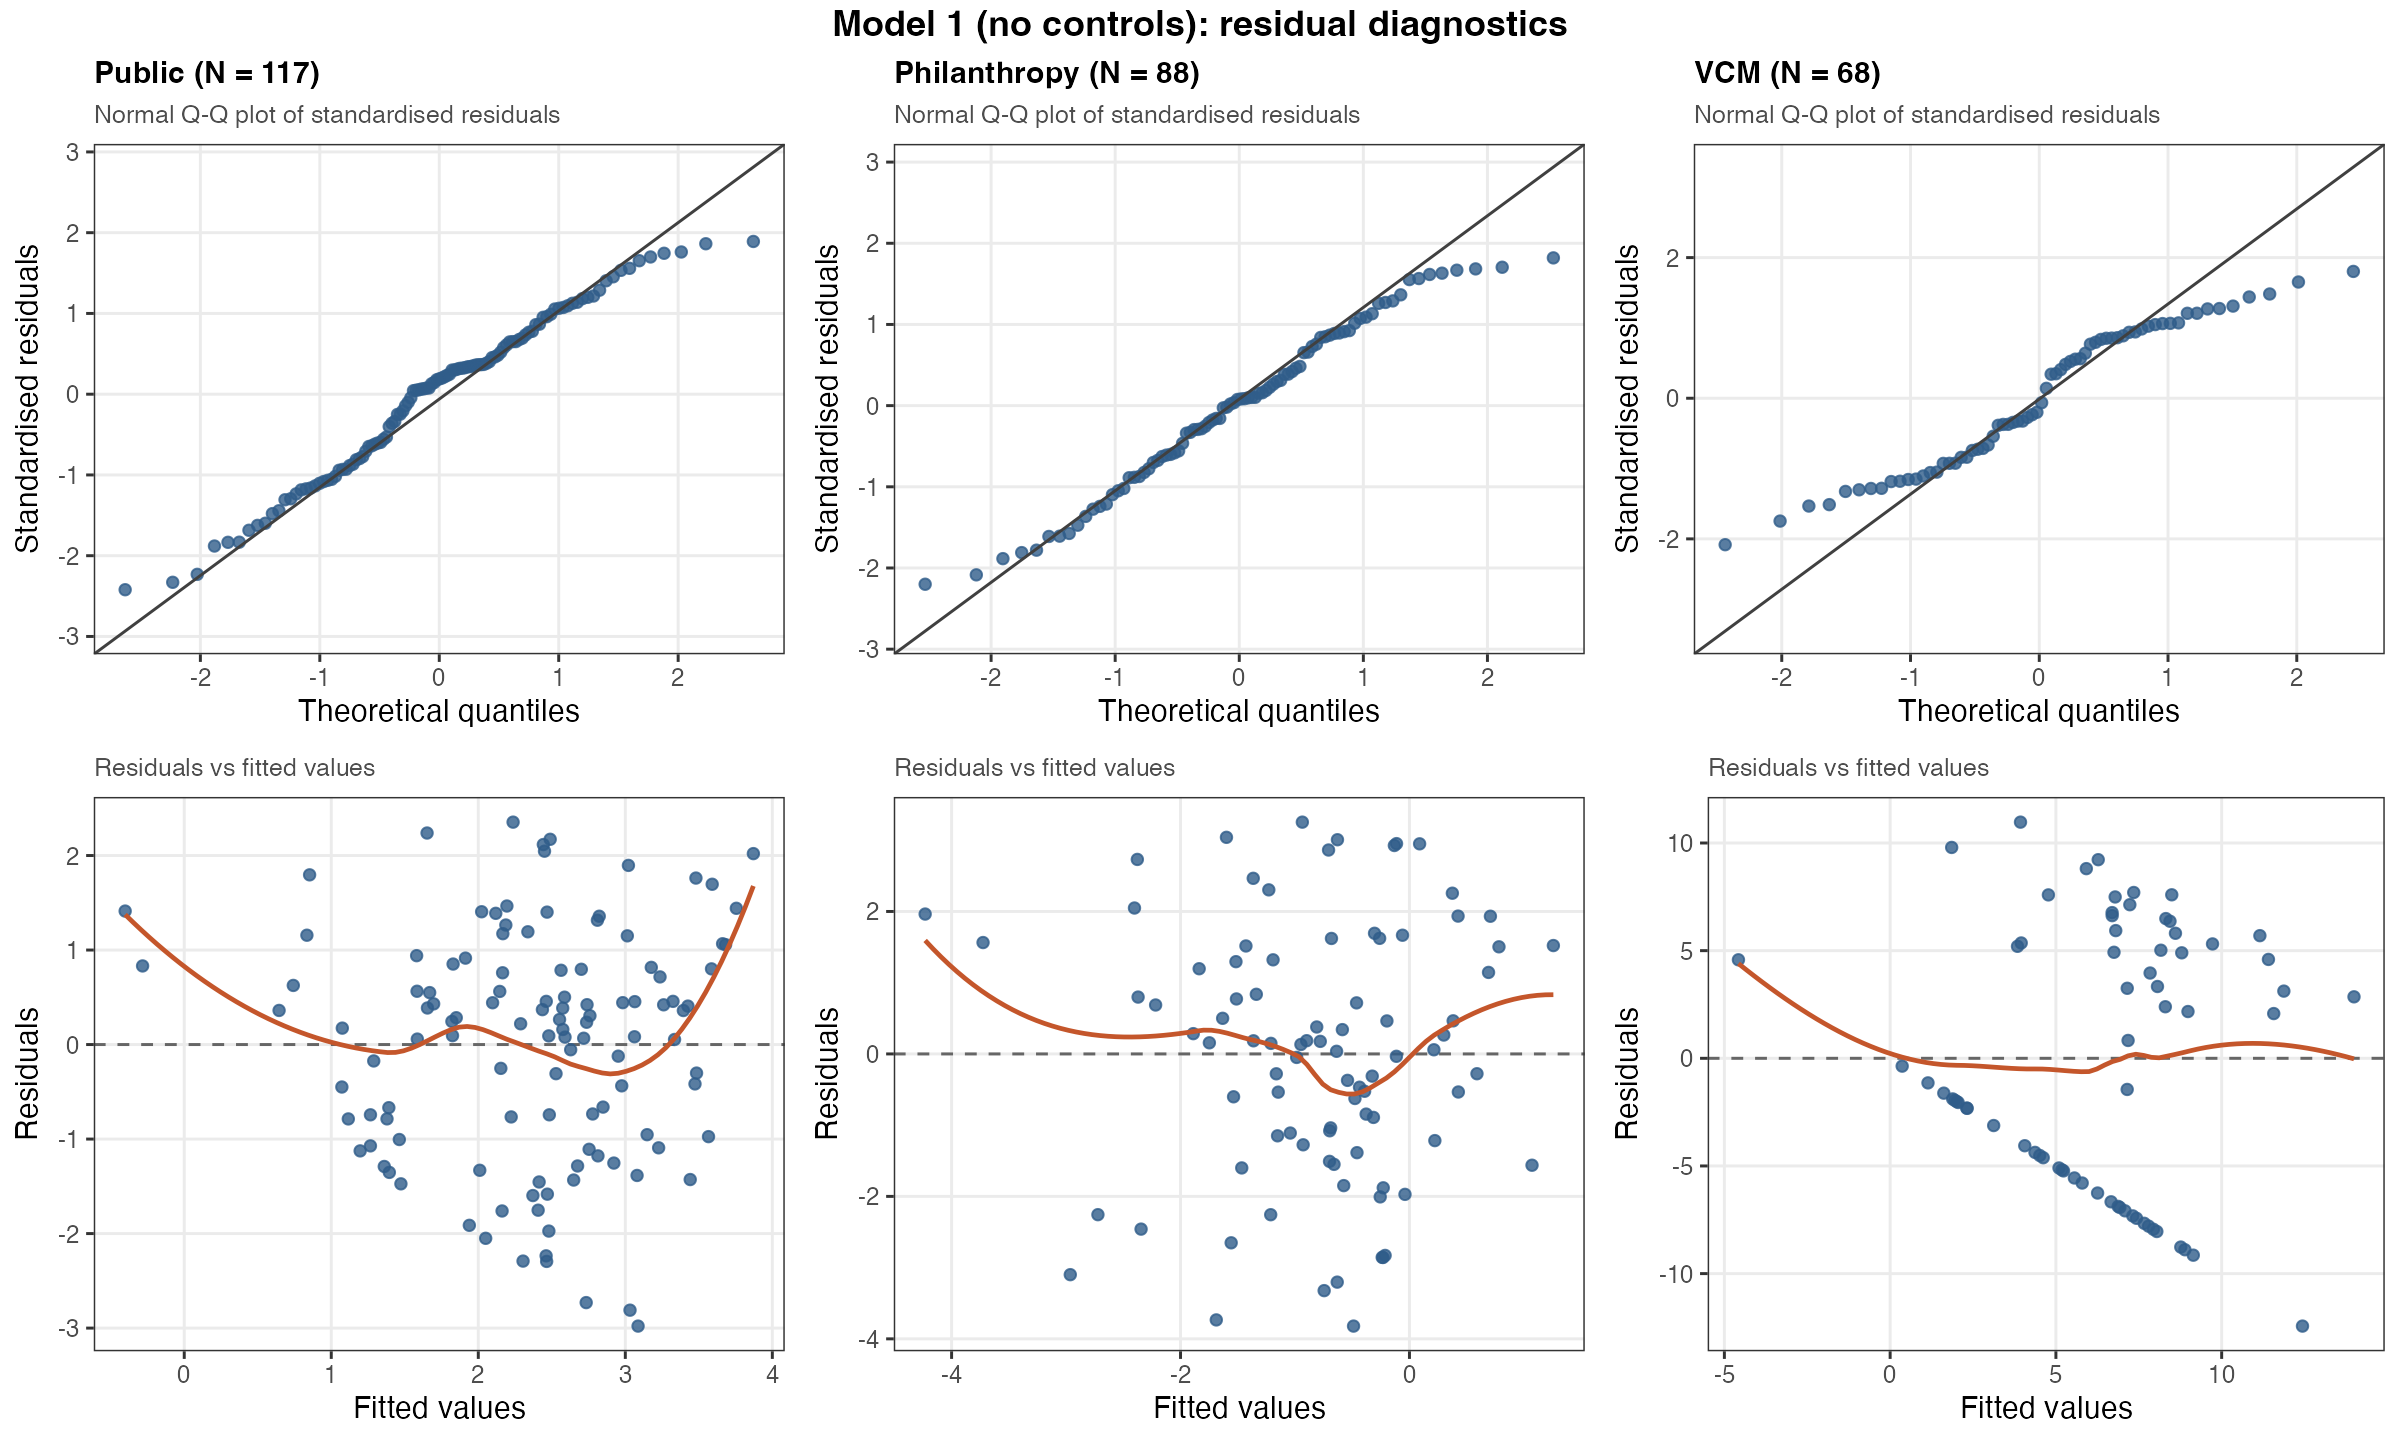 Model 1 (no controls): residual diagnostics
Public (N = 117)
Normal Q-Q plot of standardised residuals
3
2
1
0
-1
-2
-3
Standardised residuals
-2 -1 0 1 2
Theoretical quantiles
Philanthropy (N = 88)
Normal Q-Q plot of standardised residuals
3
2
1
0
-1
-2
-3
Standardised residuals
-2 -1 0 1 2
Theoretical quantiles
VCM (N = 68)
Normal Q-Q plot of standardised residuals
2
0
-2
Standardised residuals
-2 -1 0 1 2
Theoretical quantiles
Residuals vs fitted values
2
1
0
-1
-2
-3
Residuals
0 1 2 3 4
Fitted values
Residuals vs fitted values
2
0
-2
-4
Residuals
-4 -2 0
Fitted values
Residuals vs fitted values
10
5
0
-5
-10
Residuals
-5 0 5 10
Fitted values